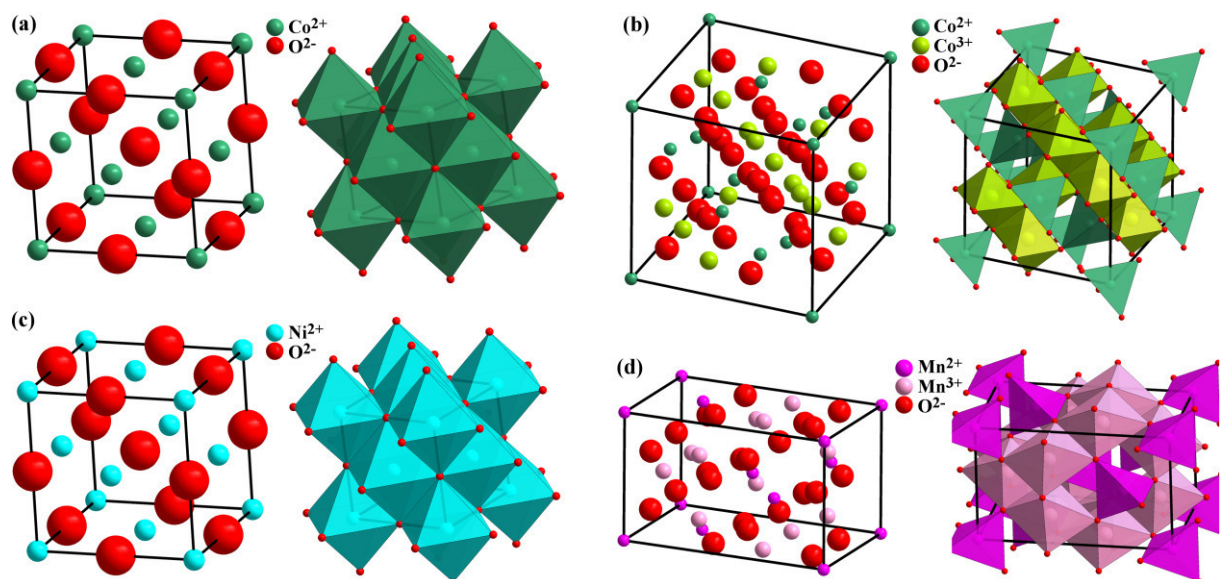 (a)
Co²⁺
O²⁻
(b)
Co²⁺
Co³⁺
O²⁻
(c)
Ni²⁺
O²⁻
(d)
Mn²⁺
Mn³⁺
O²⁻